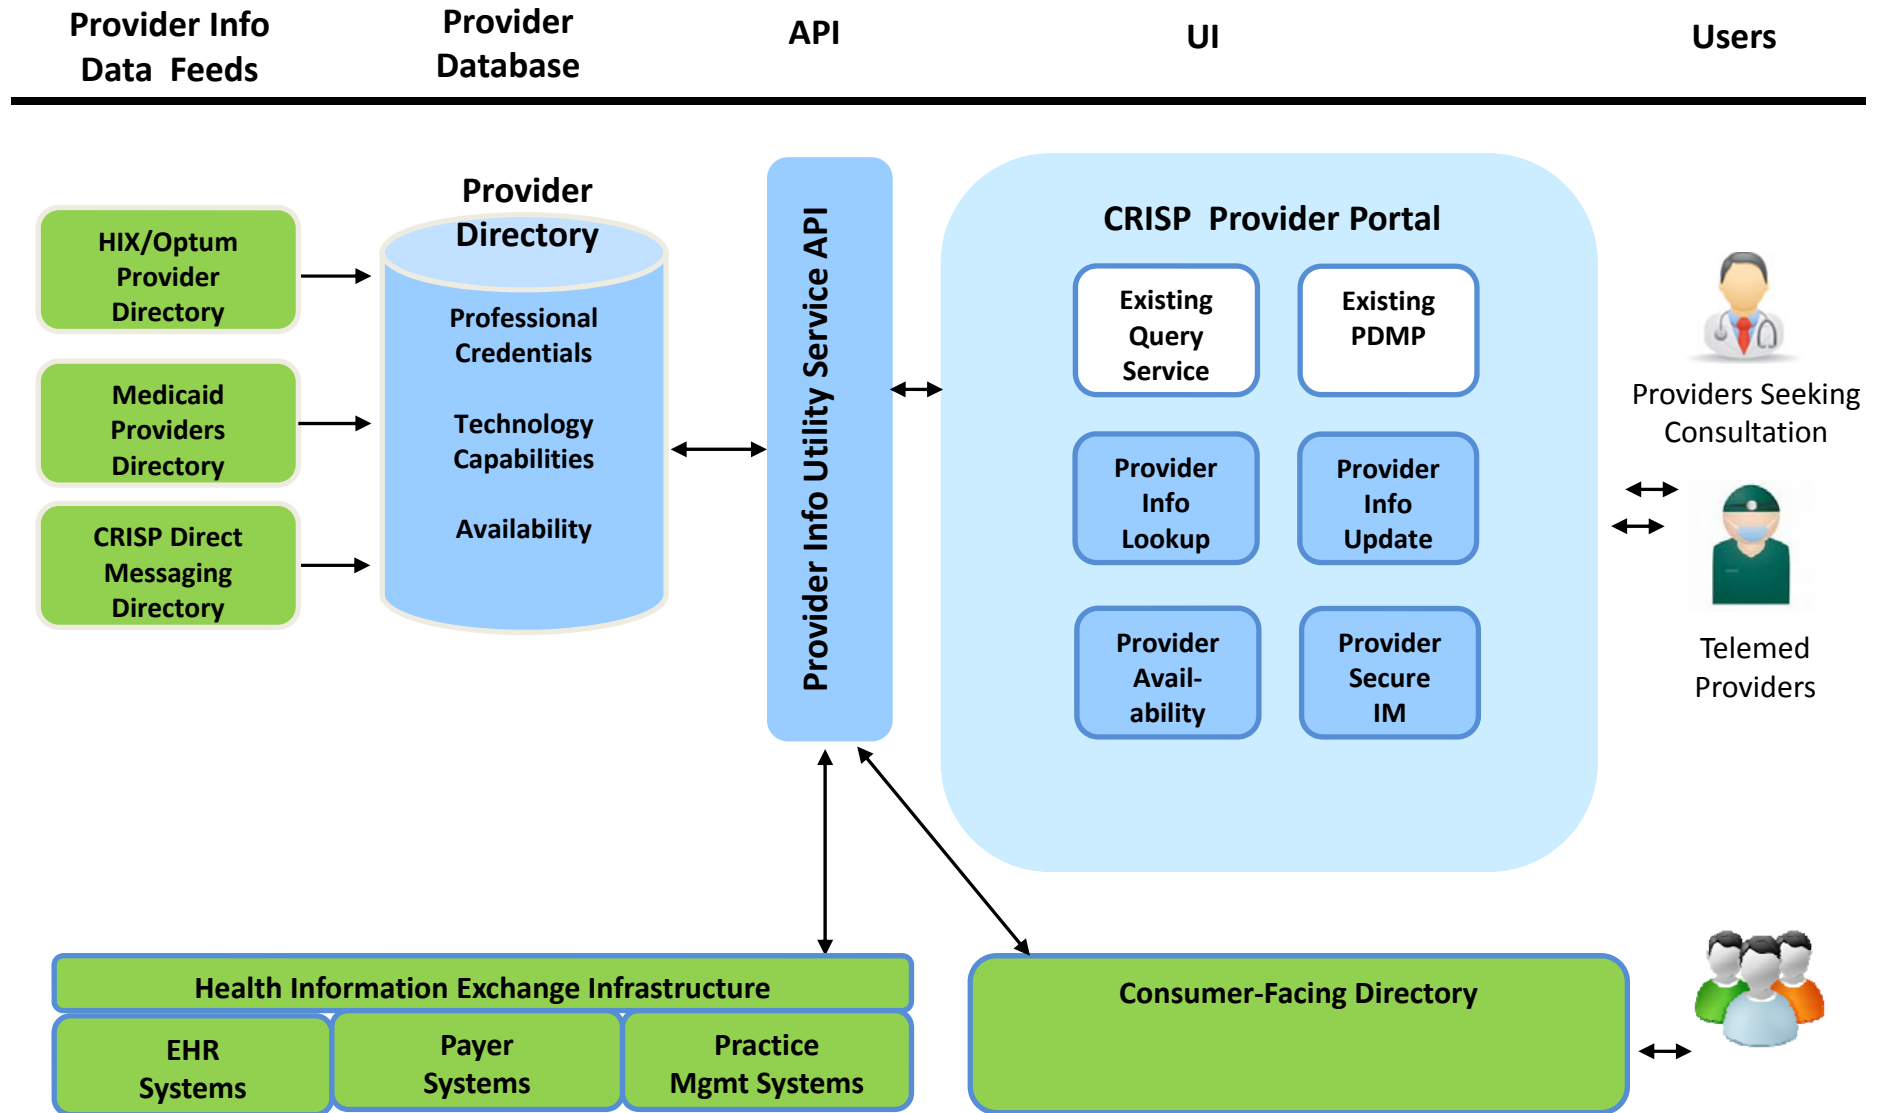 Provider Info
Data Feeds
Provider
Database
API
UI
Users
HIX/Optum
Provider
Directory
Medicaid
Providers
Directory
CRISP Direct
Messaging
Directory
Provider
Directory
Professional
Credentials
Technology
Capabilities
Availability
Provider Info Utility Service API
CRISP Provider Portal
Existing
Query
Service
Existing
PDMP
Provider
Info
Lookup
Provider
Info
Update
Provider
Avail-
ability
Provider
Secure
IM
Providers Seeking
Consultation
Telemed
Providers
Health Information Exchange Infrastructure
EHR
Systems
Payer
Systems
Practice
Mgmt Systems
Consumer-Facing Directory